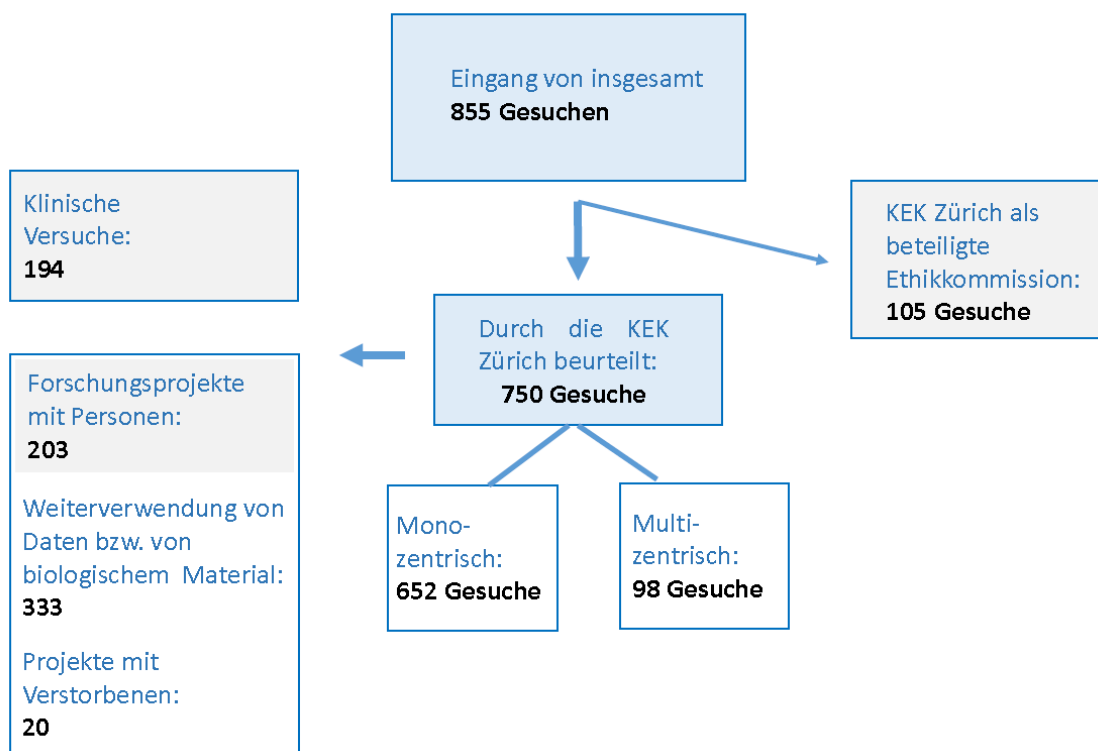 Eingang von insgesamt
855 Gesuchen
Klinische
Versuche:
194
KEK Zürich als
beteiligte
Ethikkommission:
105 Gesuche
Durch die KEK
Zürich beurteilt:
750 Gesuche
Forschungsprojekte
mit Personen:
203
Weiterverwendung von
Daten bzw. von
biologischem Material:
333
Projekte mit
Verstorbenen:
20
Mono-
zentrisch:
652 Gesuche
Multi-
zentrisch:
98 Gesuche